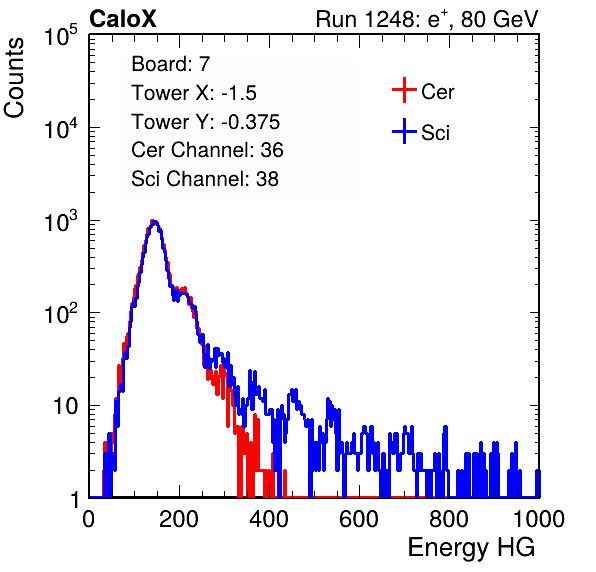 CaloX Run 1248: e⁺, 80 GeV
Counts
Board: 7
Tower X: -1.5
Tower Y: -0.375
Cer Channel: 36
Sci Channel: 38
Cer
Sci
10⁵
10⁴
10³
10²
10
1
0 200 400 600 800 1000
Energy HG